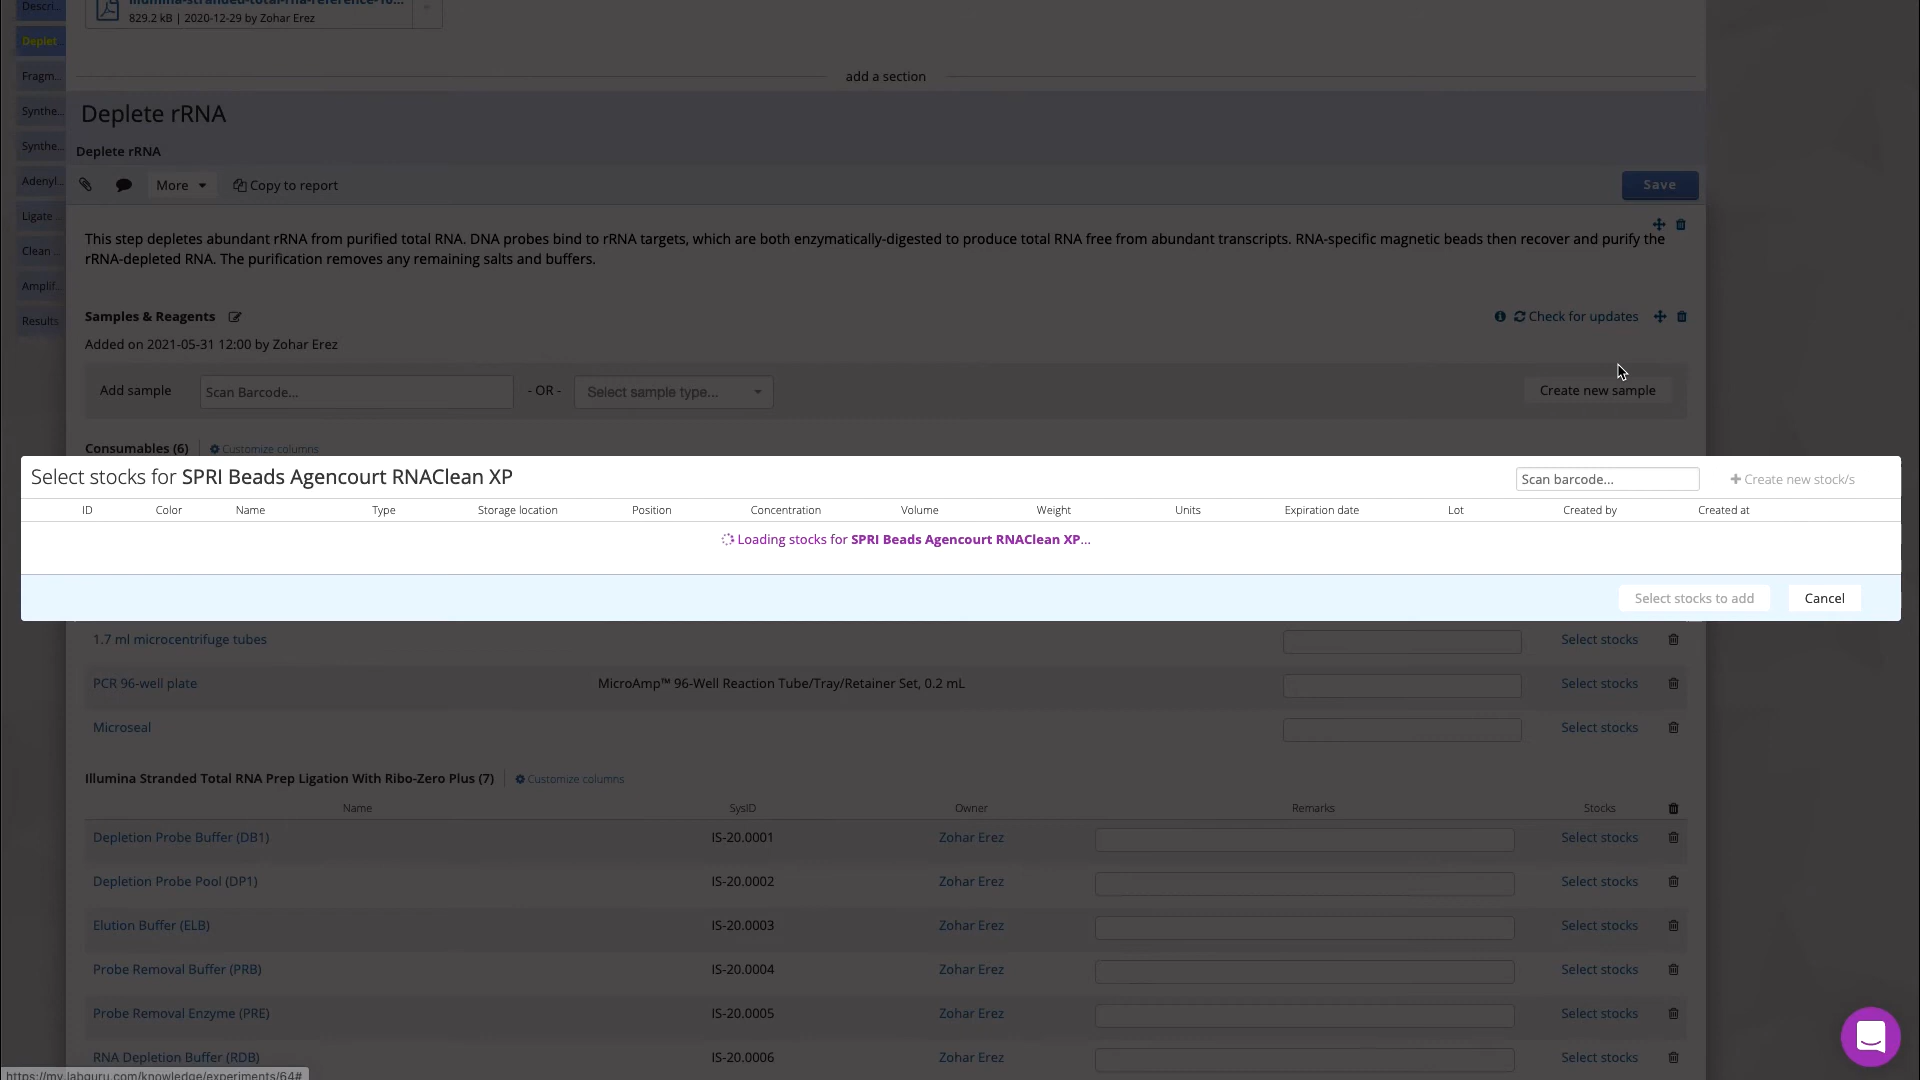 Descri...
illumina-stranded-total-rna-reference-10...
829.2 kB | 2020-12-29 by Zohar Erez
Deplet...
Fragm...
add a section
Synthe...
Deplete rRNA
Synthe...
Deplete rRNA
Adenyl...
More
Copy to report
Save
Ligate ...
This step depletes abundant rRNA from purified total RNA. DNA probes bind to rRNA targets, which are both enzymatically-digested to produce total RNA free from abundant transcripts. RNA-specific magnetic beads then recover and purify the
Clean ...
rRNA-depleted RNA. The purification removes any remaining salts and buffers.
Amplif...
Results
Samples & Reagents
Check for updates
Added on 2021-05-31 12:00 by Zohar Erez
Add sample
Scan Barcode...
- OR -
Select sample type...
Create new sample
Consumables (6)
Customize columns
Select stocks for SPRI Beads Agencourt RNAClean XP
Scan barcode...
Create new stock/s
ID Color Name Type Storage location Position Concentration Volume Weight Units Expiration date Lot Created by Created at
Loading stocks for SPRI Beads Agencourt RNAClean XP...
Select stocks to add
Cancel
1.7 ml microcentrifuge tubes Select stocks
PCR 96-well plate MicroAmp™ 96-Well Reaction Tube/Tray/Retainer Set, 0.2 mL Select stocks
Microseal Select stocks
Illumina Stranded Total RNA Prep Ligation With Ribo-Zero Plus (7)
Customize columns
Name SysID Owner Remarks Stocks
Depletion Probe Buffer (DB1) IS-20.0001 Zohar Erez Select stocks
Depletion Probe Pool (DP1) IS-20.0002 Zohar Erez Select stocks
Elution Buffer (ELB) IS-20.0003 Zohar Erez Select stocks
Probe Removal Buffer (PRB) IS-20.0004 Zohar Erez Select stocks
Probe Removal Enzyme (PRE) IS-20.0005 Zohar Erez Select stocks
RNA Depletion Buffer (RDB) IS-20.0006 Zohar Erez Select stocks
https://my.labguru.com/knowledge/experiments/64#